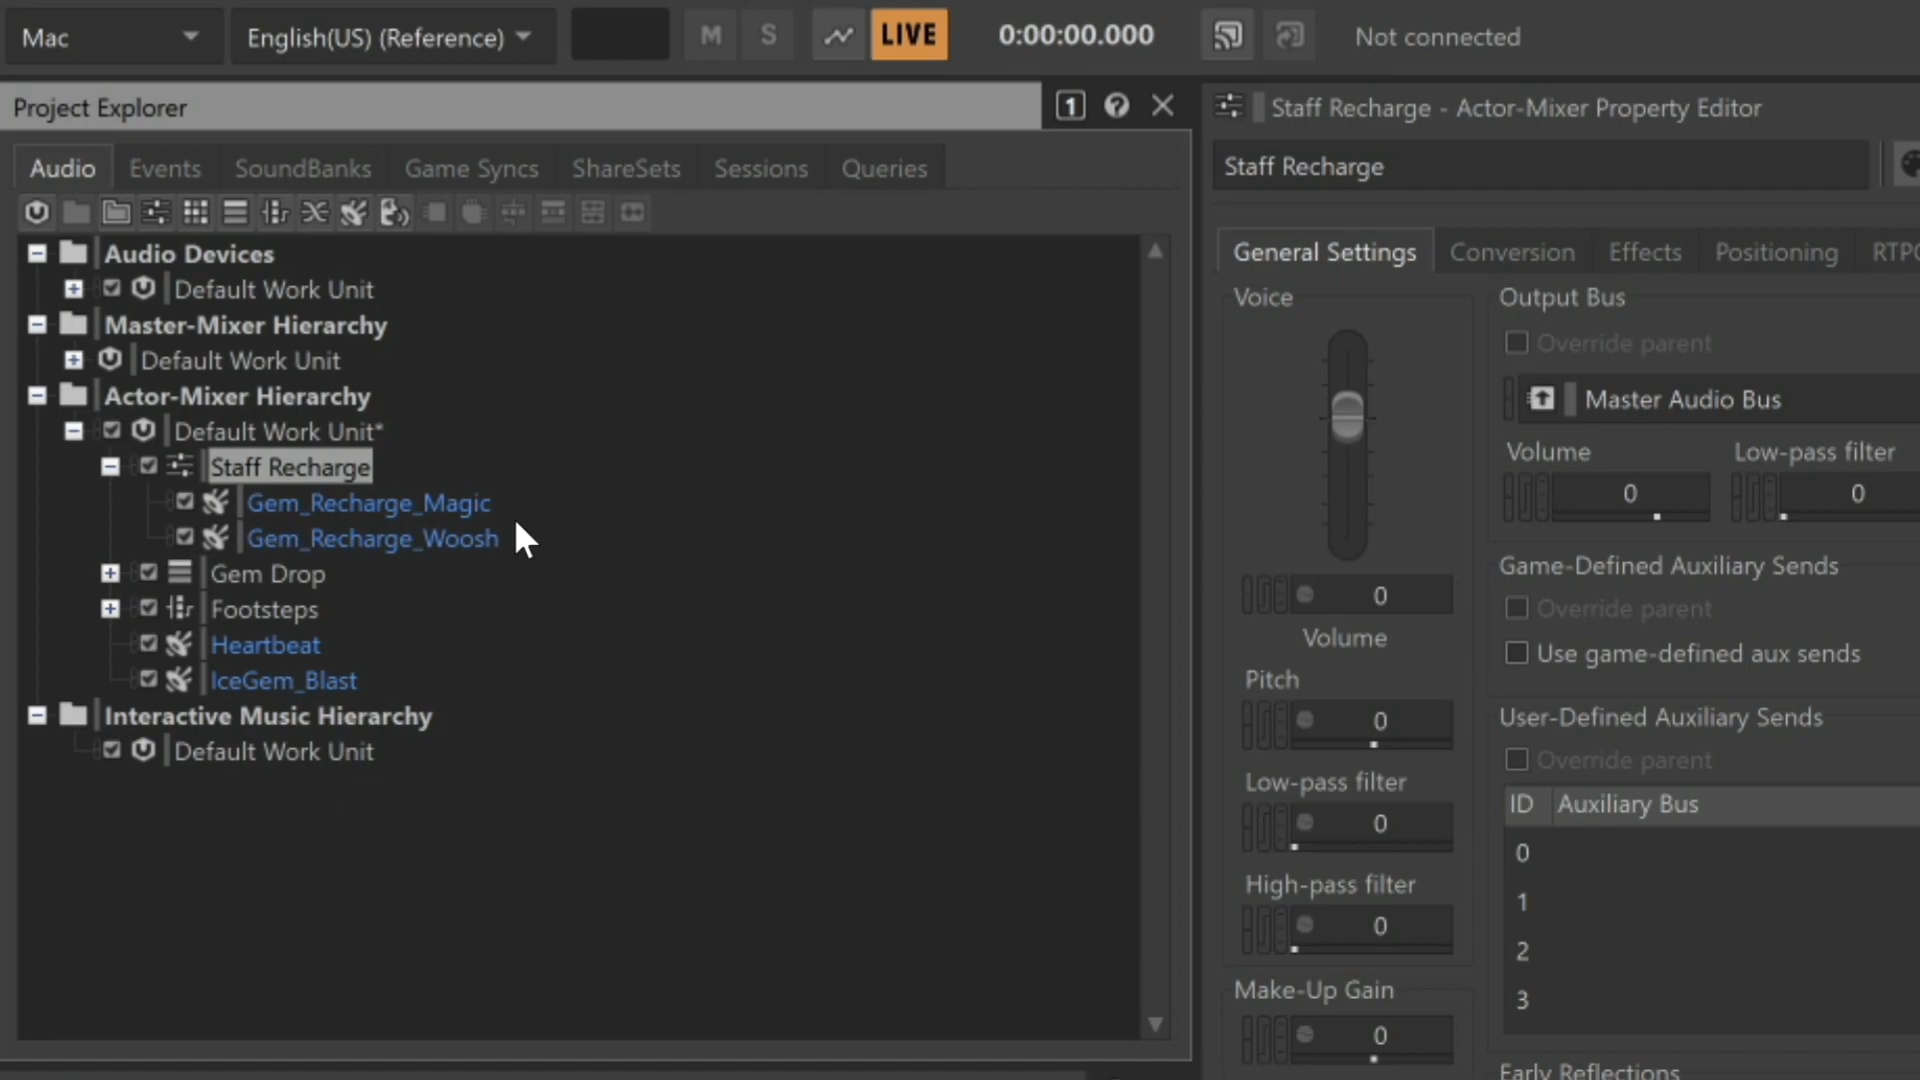 Mac
English(US) (Reference)
M
S
LIVE
0:00:00.000
Not connected
Project Explorer
1
Staff Recharge - Actor-Mixer Property Editor
Audio
Events
SoundBanks
Game Syncs
ShareSets
Sessions
Queries
Staff Recharge
Audio Devices
Default Work Unit
Master-Mixer Hierarchy
Default Work Unit
Actor-Mixer Hierarchy
Default Work Unit*
Staff Recharge
Gem_Recharge_Magic
Gem_Recharge_Woosh
Gem Drop
Footsteps
Heartbeat
IceGem_Blast
Interactive Music Hierarchy
Default Work Unit
General Settings
Conversion
Effects
Positioning
RTPC
Voice
0
Volume
Pitch
0
Low-pass filter
0
High-pass filter
0
Make-Up Gain
0
Output Bus
Override parent
Master Audio Bus
Volume
Low-pass filter
0
0
Game-Defined Auxiliary Sends
Override parent
Use game-defined aux sends
User-Defined Auxiliary Sends
Override parent
ID
Auxiliary Bus
0
1
2
3
Early Reflections